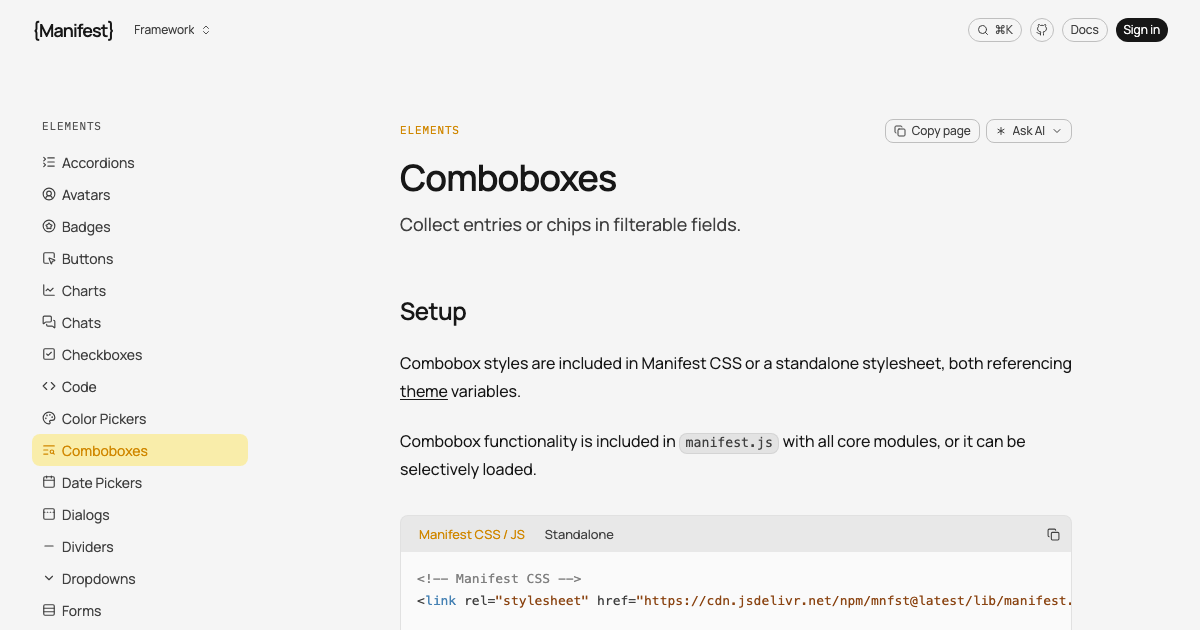 {Manifest}
Framework
⌘K
Docs
Sign in
ELEMENTS
Accordions
Avatars
Badges
Buttons
Charts
Chats
Checkboxes
Code
Color Pickers
Comboboxes
Date Pickers
Dialogs
Dividers
Dropdowns
Forms
ELEMENTS
Copy page
Ask AI
Comboboxes
Collect entries or chips in filterable fields.
Setup
Combobox styles are included in Manifest CSS or a standalone stylesheet, both referencing
theme variables.
Combobox functionality is included in manifest.js with all core modules, or it can be
selectively loaded.
Manifest CSS / JS
Standalone
<!-- Manifest CSS -->
<link rel="stylesheet" href="https://cdn.jsdelivr.net/npm/mnfst@latest/lib/manifest.